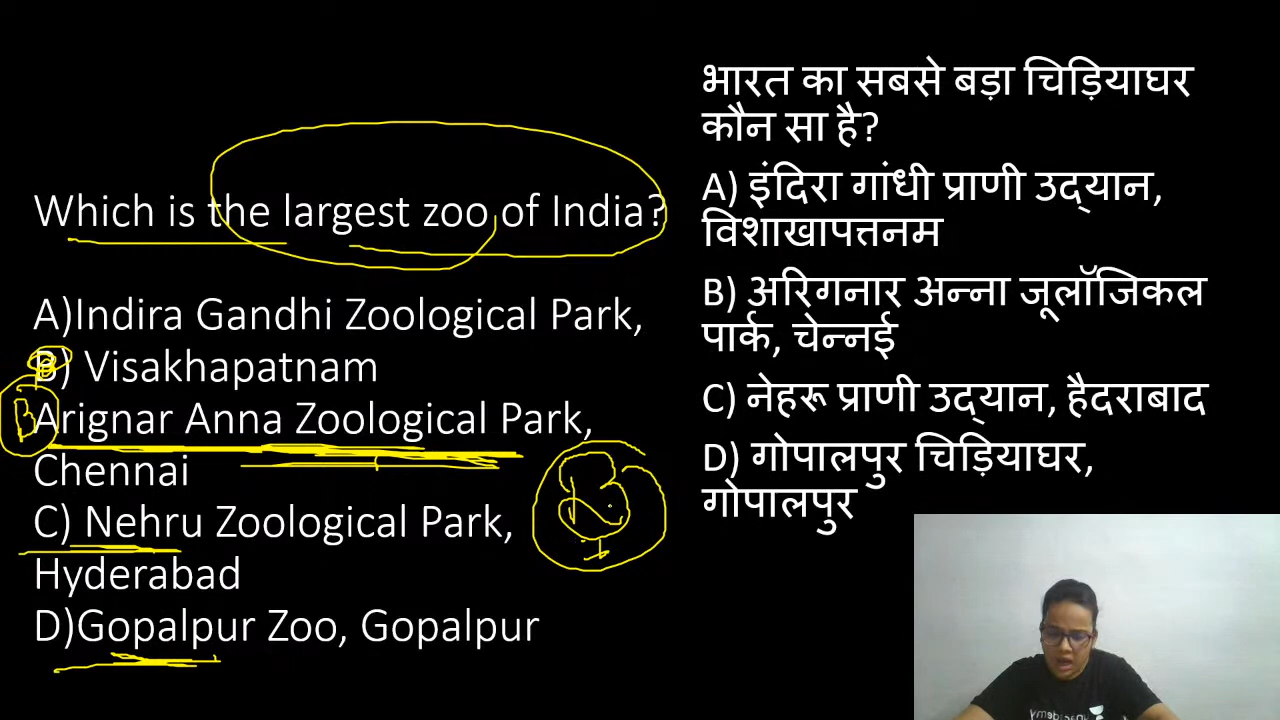 Which is the largest zoo of India?
A)Indira Gandhi Zoological Park,
B) Visakhapatnam
B Arignar Anna Zoological Park,
Chennai
C) Nehru Zoological Park,
Hyderabad
D)Gopalpur Zoo, Gopalpur
B
भारत का सबसे बड़ा चिड़ियाघर
कौन सा है?
A) इंदिरा गांधी प्राणी उद्यान,
विशाखापत्तनम
B) अरिगनार अन्ना जूलॉजिकल
पार्क, चेन्नई
C) नेहरू प्राणी उद्यान, हैदराबाद
D) गोपालपुर चिड़ियाघर,
गोपालपुर